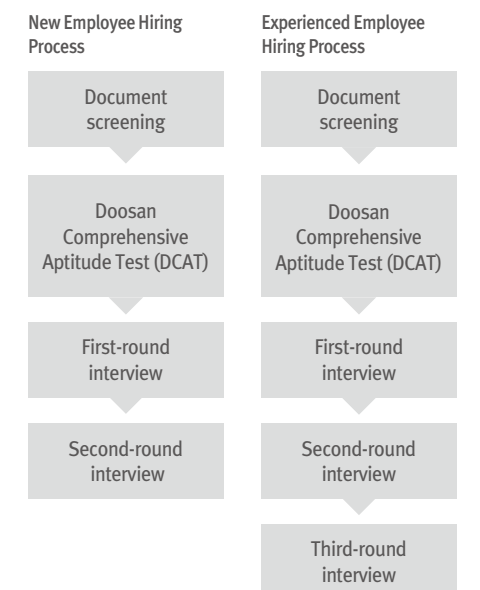 New Employee Hiring
Process
Document
screening
Doosan
Comprehensive
Aptitude Test (DCAT)
First-round
interview
Second-round
interview
Experienced Employee
Hiring Process
Document
screening
Doosan
Comprehensive
Aptitude Test (DCAT)
First-round
interview
Second-round
interview
Third-round
interview